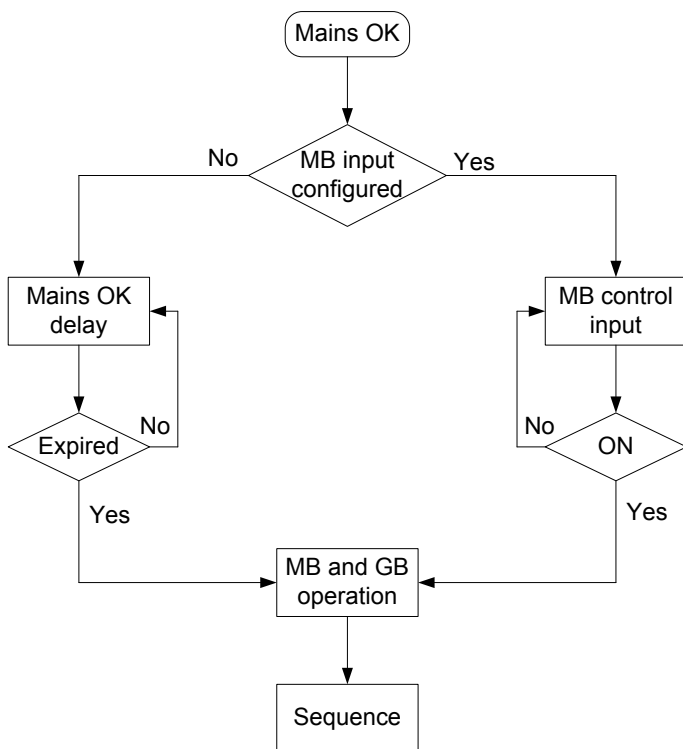 Mains OK
No
MB input
configured
Yes
Mains OK
delay
MB control
input
No
Expired
No
ON
Yes
Yes
MB and GB
operation
Sequence